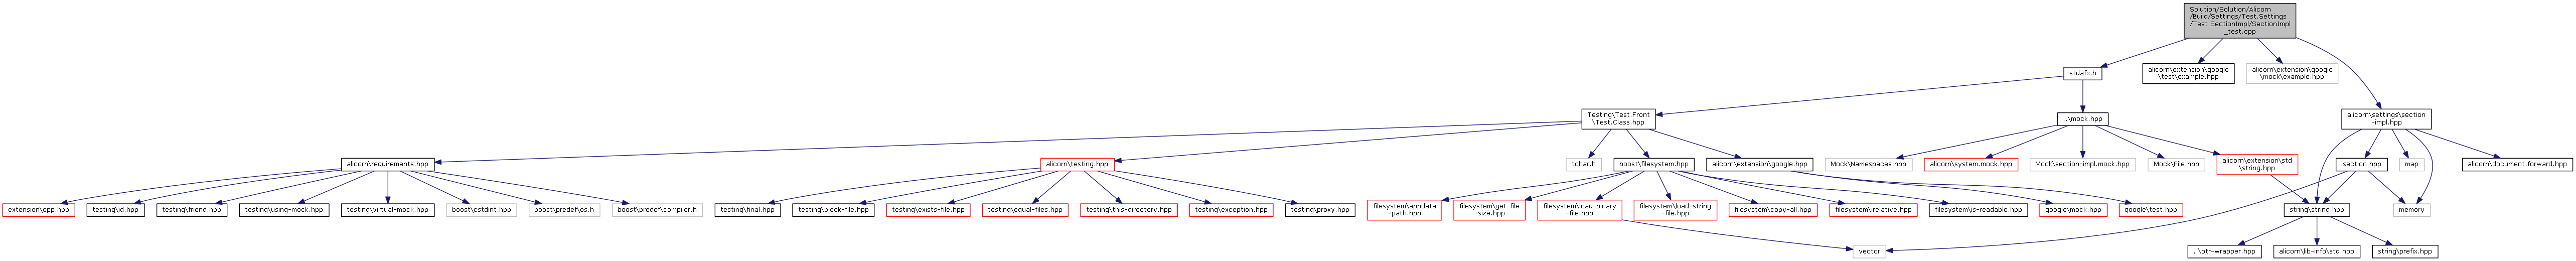 Solution/Solution/Alicorn
/Build/Settings/Test.Settings
/Test.SectionImpl/SectionImpl
_test.cpp
stdafx.h
alicorn\extension\google
\test\example.hpp
alicorn\extension\google
\mock\example.hpp
Testing\Test.Front
\Test.Class.hpp
..\mock.hpp
alicorn\settings\section
-impl.hpp
alicorn\requirements.hpp
alicorn\testing.hpp
tchar.h
boost\filesystem.hpp
alicorn\extension\google.hpp
Mock\Namespaces.hpp
alicorn\system.mock.hpp
Mock\section-impl.mock.hpp
Mock\File.hpp
alicorn\extension\std
\string.hpp
isection.hpp
map
alicorn\document.forward.hpp
extension\cpp.hpp
testing\d.hpp
testing\friend.hpp
testing\using-mock.hpp
testing\virtual-mock.hpp
boost\cstdint.hpp
boost\predef\os.h
boost\predef\compiler.h
testing\final.hpp
testing\block-file.hpp
testing\exists-file.hpp
testing\equal-files.hpp
testing\this-directory.hpp
testing\exception.hpp
testing\proxy.hpp
filesystem\appdata
-path.hpp
filesystem\get-file
-size.hpp
filesystem\load-binary
-file.hpp
filesystem\load-string
-file.hpp
filesystem\copy-all.hpp
filesystem\relative.hpp
filesystem\is-readable.hpp
google\mock.hpp
google\test.hpp
string\string.hpp
memory
vector
..\ptr-wrapper.hpp
alicorn\lib-info\std.hpp
string\prefix.hpp